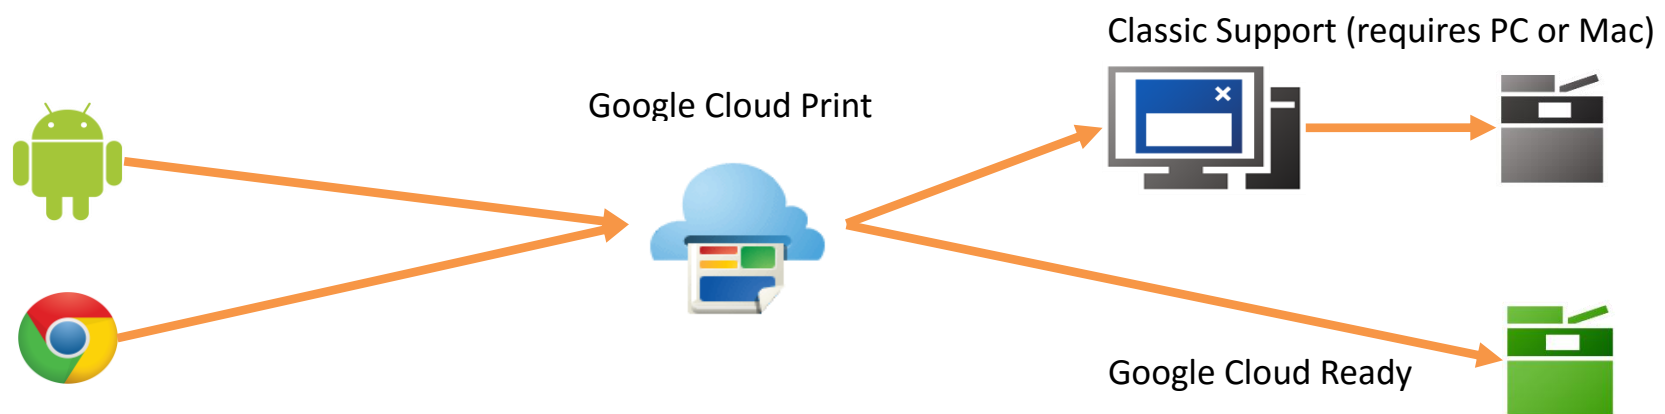 Classic Support (requires PC or Mac)
Google Cloud Print
Google Cloud Ready